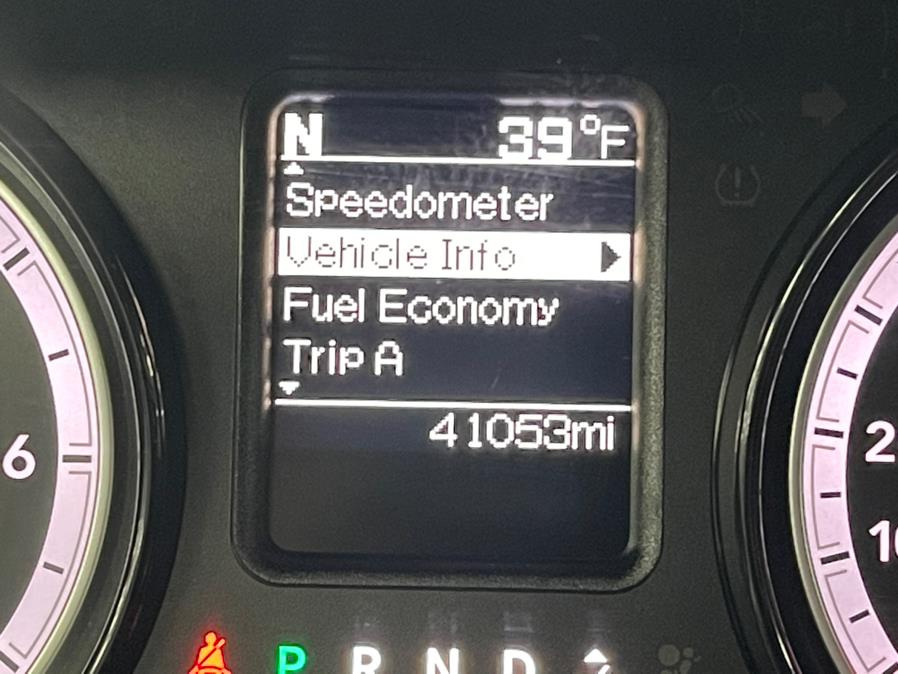 N 39°F
Speedometer
Vehicle Info
Fuel Economy
Trip A
41053mi
6
2
10
P R N D